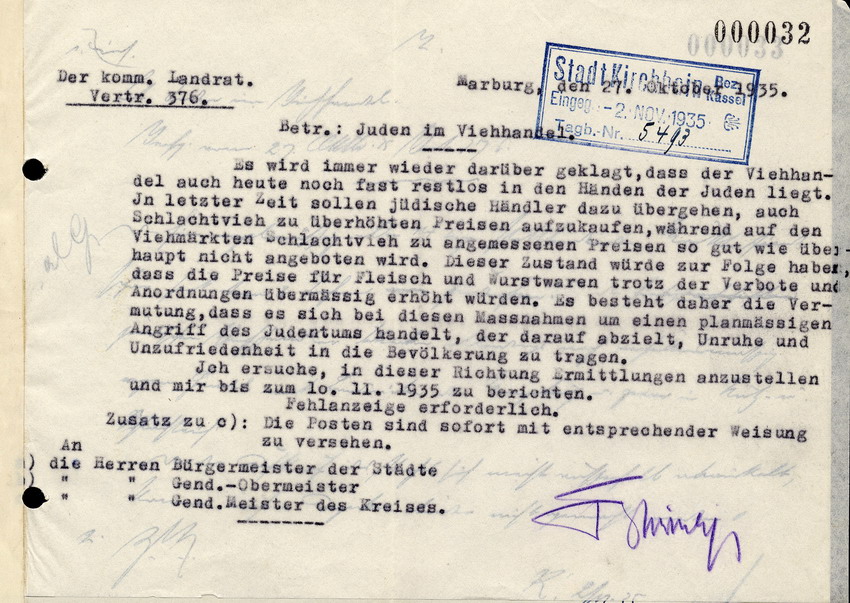 000032
000033
Der komm. Landrat.
Vertr. 376.
Marburg, den 27. Oktober 1935.
Stadt Kirchhain Bez. Kassel
Eingeg. -2. NOV. 1935
Tagb.-Nr. 5493
Betr.: Juden im Viehhandel.
Es wird immer wieder darüber geklagt,dass der Viehhan-
del auch heute noch fast restlos in den Händen der Juden liegt.
Jn letzter Zeit sollen jüdische Händler dazu übergehen, auch
Schlachtvieh zu überhöhten Preisen aufzukaufen,während auf den
Viehmärkten Schlachtvieh zu angemessenen Preisen so gut wie über-
haupt nicht angeboten wird. Dieser Zustand würde zur Folge haben,
dass die Preise für Fleisch und Wurstwaren trotz der Verbote und
Anordnungen übermässig erhöht würden. Es besteht daher die Ver-
mutung,dass es sich bei diesen Massnahmen um einen planmässigen
Angriff des Judentums handelt, der darauf abzielt, Unruhe und
Unzufriedenheit in die Bevölkerung zu tragen.
Jch ersuche, in dieser Richtung Ermittlungen anzustellen
und mir bis zum lo. 11. 1935 zu berichten.
Fehlanzeige erforderlich.
Zusatz zu c): Die Posten sind sofort mit entsprechender Weisung
zu versehen.
An
) die Herren Bürgermeister der Städte
) " " Gend.-Obermeister
" " Gend.Meister des Kreises.